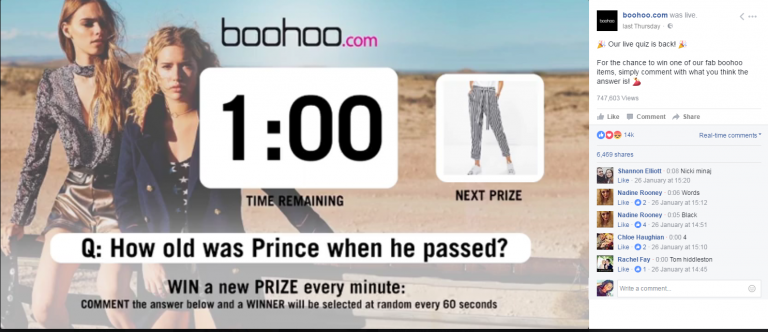 boohoo.com
1:00
TIME REMAINING
NEXT PRIZE
Q: How old was Prince when he passed?
WIN a new PRIZE every minute:
COMMENT the answer below and a WINNER will be selected at random every 60 seconds
boohoo
boohoo.com was live.
last Thursday ·
🎉 Our live quiz is back! 🎉
For the chance to win one of our fab boohoo
items, simply comment with what you think the
answer is! 💃
747,603 Views
Like Comment Share
14k Real-time comments
6,469 shares
Shannon Elliott · 0:06 Nicki minaj
Like · 26 January at 15:20
Nadine Rooney · 0:06 Words
Like · 2 · 26 January at 15:12
Nadine Rooney · 0:05 Black
Like · 4 · 26 January at 14:51
Chloe Haughian · 0:00 4
Like · 2 · 26 January at 15:10
Rachel Fay · 0:00 Tom hiddleston
Like · 1 · 26 January at 14:45
Write a comment...